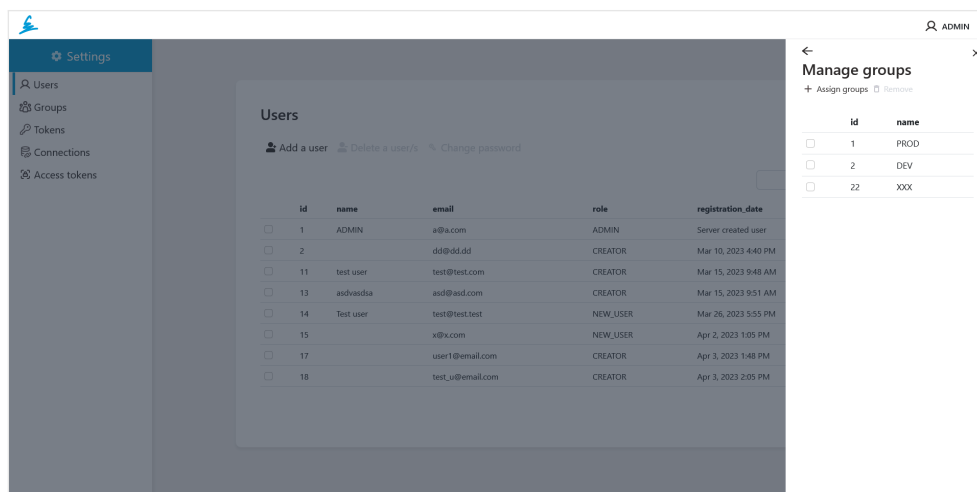 ADMIN
Settings
Users
Groups
Tokens
Connections
Access tokens
Users
Add a user Delete a user/s Change password
id name email role registration_date
1 ADMIN a@a.com ADMIN Server created user
2 dd@dd.dd CREATOR Mar 10, 2023 4:40 PM
11 test user test@test.com CREATOR Mar 15, 2023 9:48 AM
13 asdvasdsa asd@asd.com CREATOR Mar 15, 2023 9:51 AM
14 Test user test@test.test NEW_USER Mar 26, 2023 5:55 PM
15 x@x.com NEW_USER Apr 2, 2023 1:05 PM
17 user1@email.com CREATOR Apr 3, 2023 1:48 PM
18 test_u@email.com CREATOR Apr 3, 2023 2:05 PM
Manage groups
Assign groups Remove
id name
1 PROD
2 DEV
22 XXX